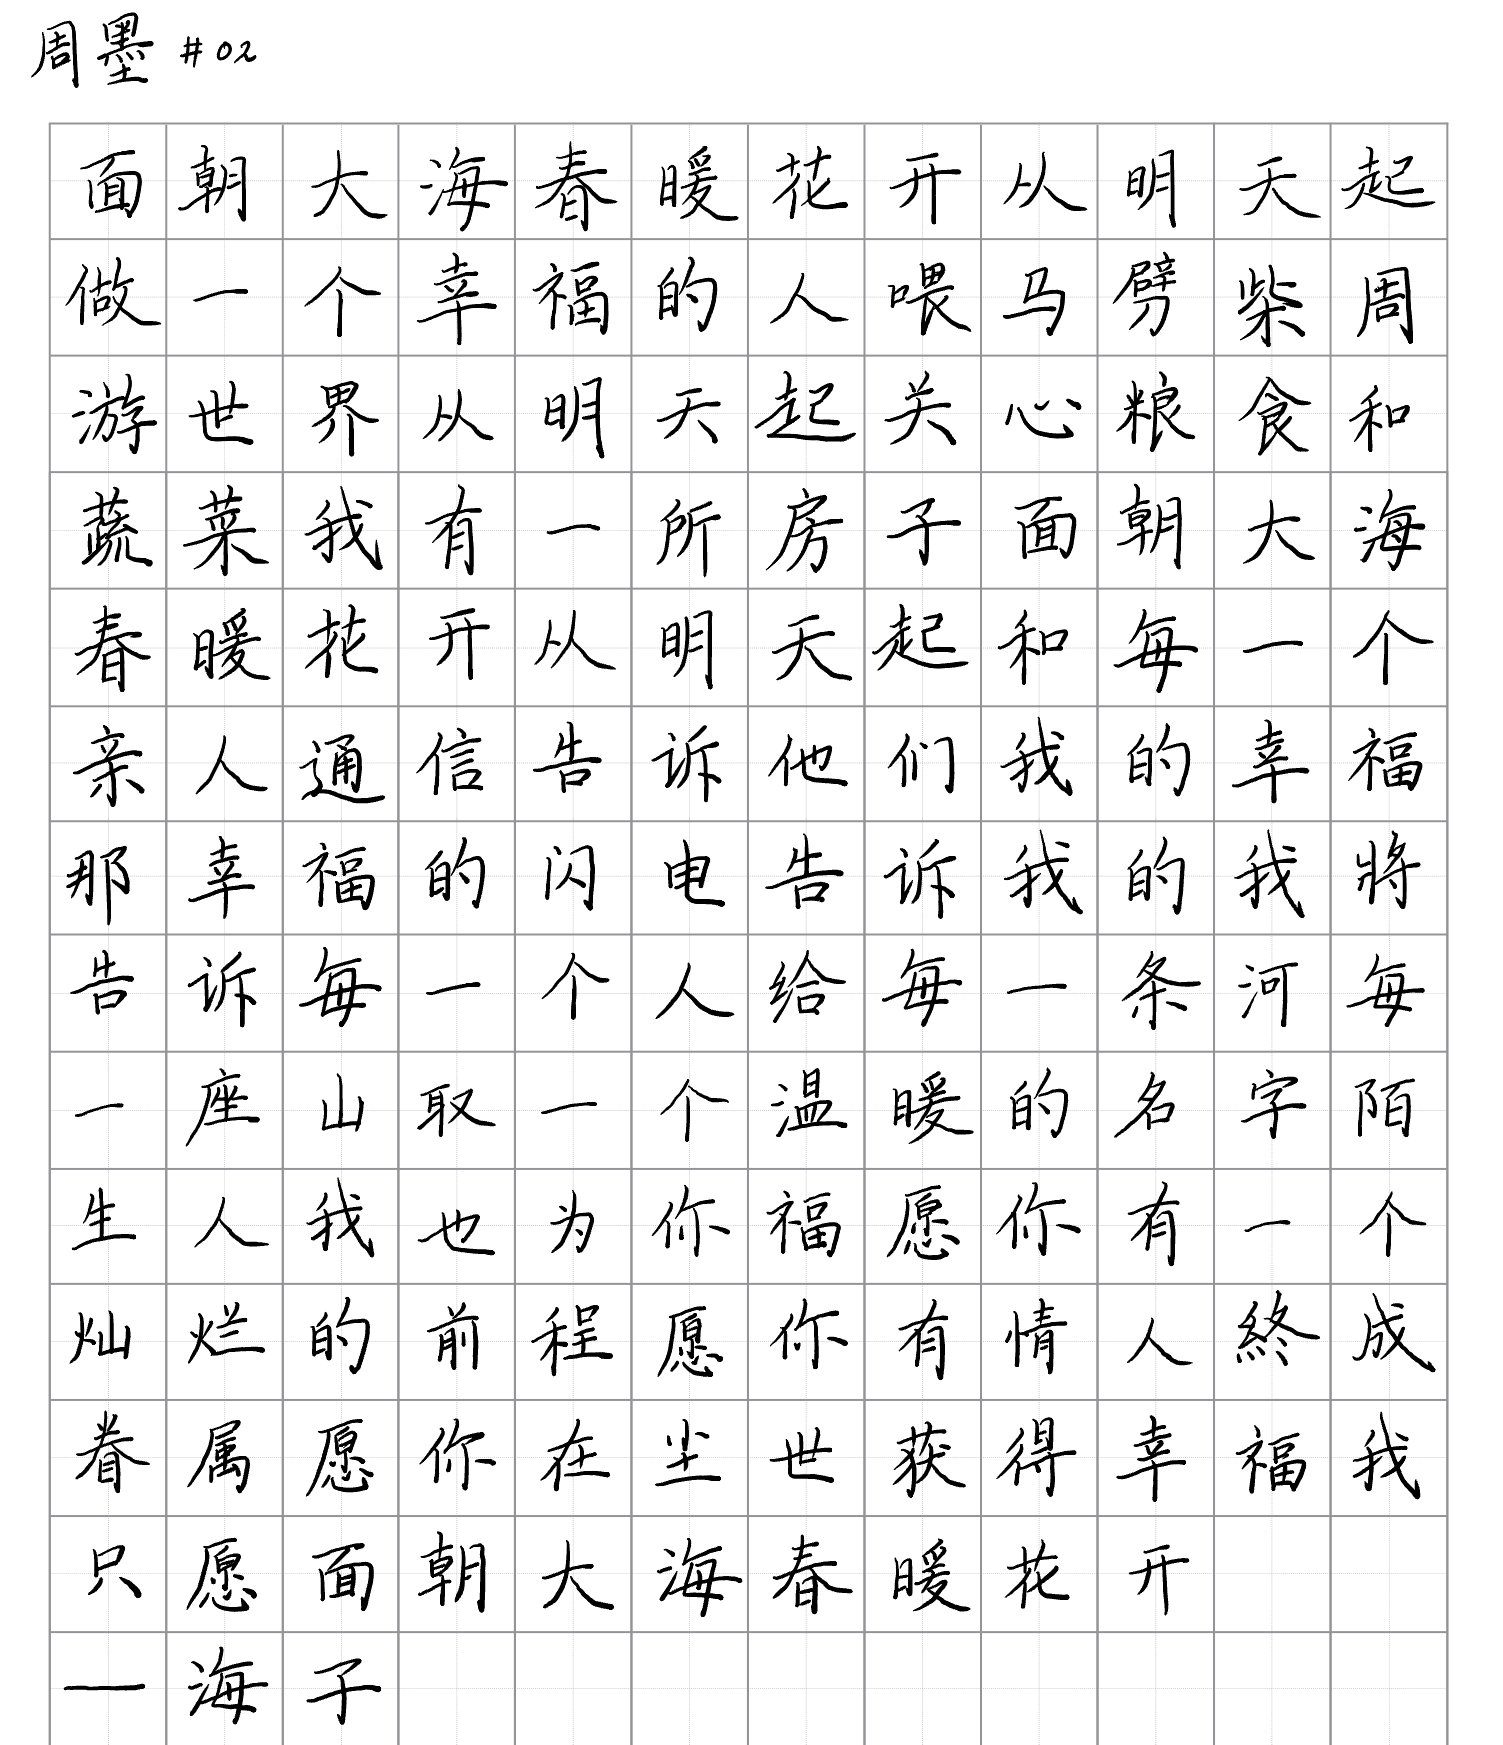 周墨 #02
面朝大海春暖花开从明天起
做一个幸福的人喂马劈柴周
游世界从明天起关心粮食和
蔬菜我有一所房子面朝大海
春暖花开从明天起和每一个
亲人通信告诉他们我的幸福
那幸福的闪电告诉我的我將
告诉每一个人给每一条河每
一座山取一个温暖的名字陌
生人我也为你福愿你有一个
灿烂的前程愿你有情人終成
眷属愿你在尘世获得幸福我
只愿面朝大海春暖花开
—海子